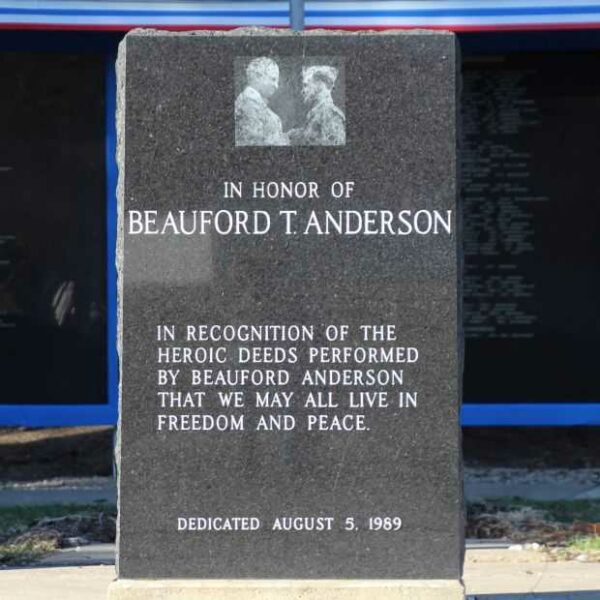 IN HONOR OF
BEAUFORD T. ANDERSON
IN RECOGNITION OF THE
HEROIC DEEDS PERFORMED
BY BEAUFORD ANDERSON
THAT WE MAY ALL LIVE IN
FREEDOM AND PEACE.
DEDICATED AUGUST 5, 1989